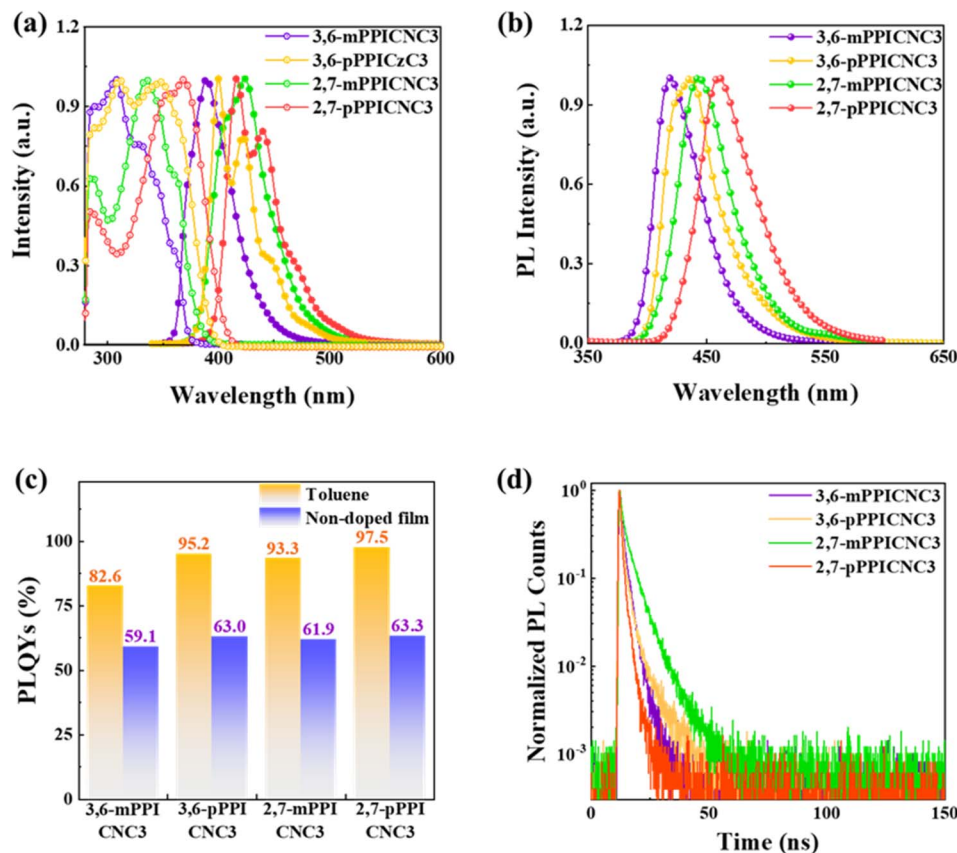 (a)
1.2
0.9
0.6
0.3
0.0
Intensity (a.u.)
3,6-mPPICNC3
3,6-pPPICzC3
2,7-mPPICNC3
2,7-pPPICNC3
300
400
500
600
Wavelength (nm)
(b)
1.2
0.9
0.6
0.3
0.0
PL Intensity (a.u.)
3,6-mPPICNC3
3,6-pPPICNC3
2,7-mPPICNC3
2,7-pPPICNC3
350
450
550
650
Wavelength (nm)
(c)
100
75
50
25
0
PLQYs (%)
Toluene
Non-doped film
82.6
59.1
95.2
63.0
93.3
61.9
97.5
63.3
3,6-mPPI
CNC3
3,6-pPPI
CNC3
2,7-mPPI
CNC3
2,7-pPPI
CNC3
(d)
10⁰
10⁻¹
10⁻²
10⁻³
Normalized PL Counts
3,6-mPPICNC3
3,6-pPPICNC3
2,7-mPPICNC3
2,7-pPPICNC3
0
50
100
150
Time (ns)